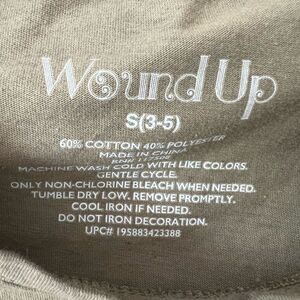 Wound Up
S(3-5)
60% COTTON 40% POLYESTER
MADE IN CHINA
MACHINE WASH COLD WITH LIKE COLORS.
GENTLE CYCLE.
ONLY NON-CHLORINE BLEACH WHEN NEEDED.
TUMBLE DRY LOW. REMOVE PROMPTLY.
COOL IRON IF NEEDED.
DO NOT IRON DECORATION.
UPC# 195883423388